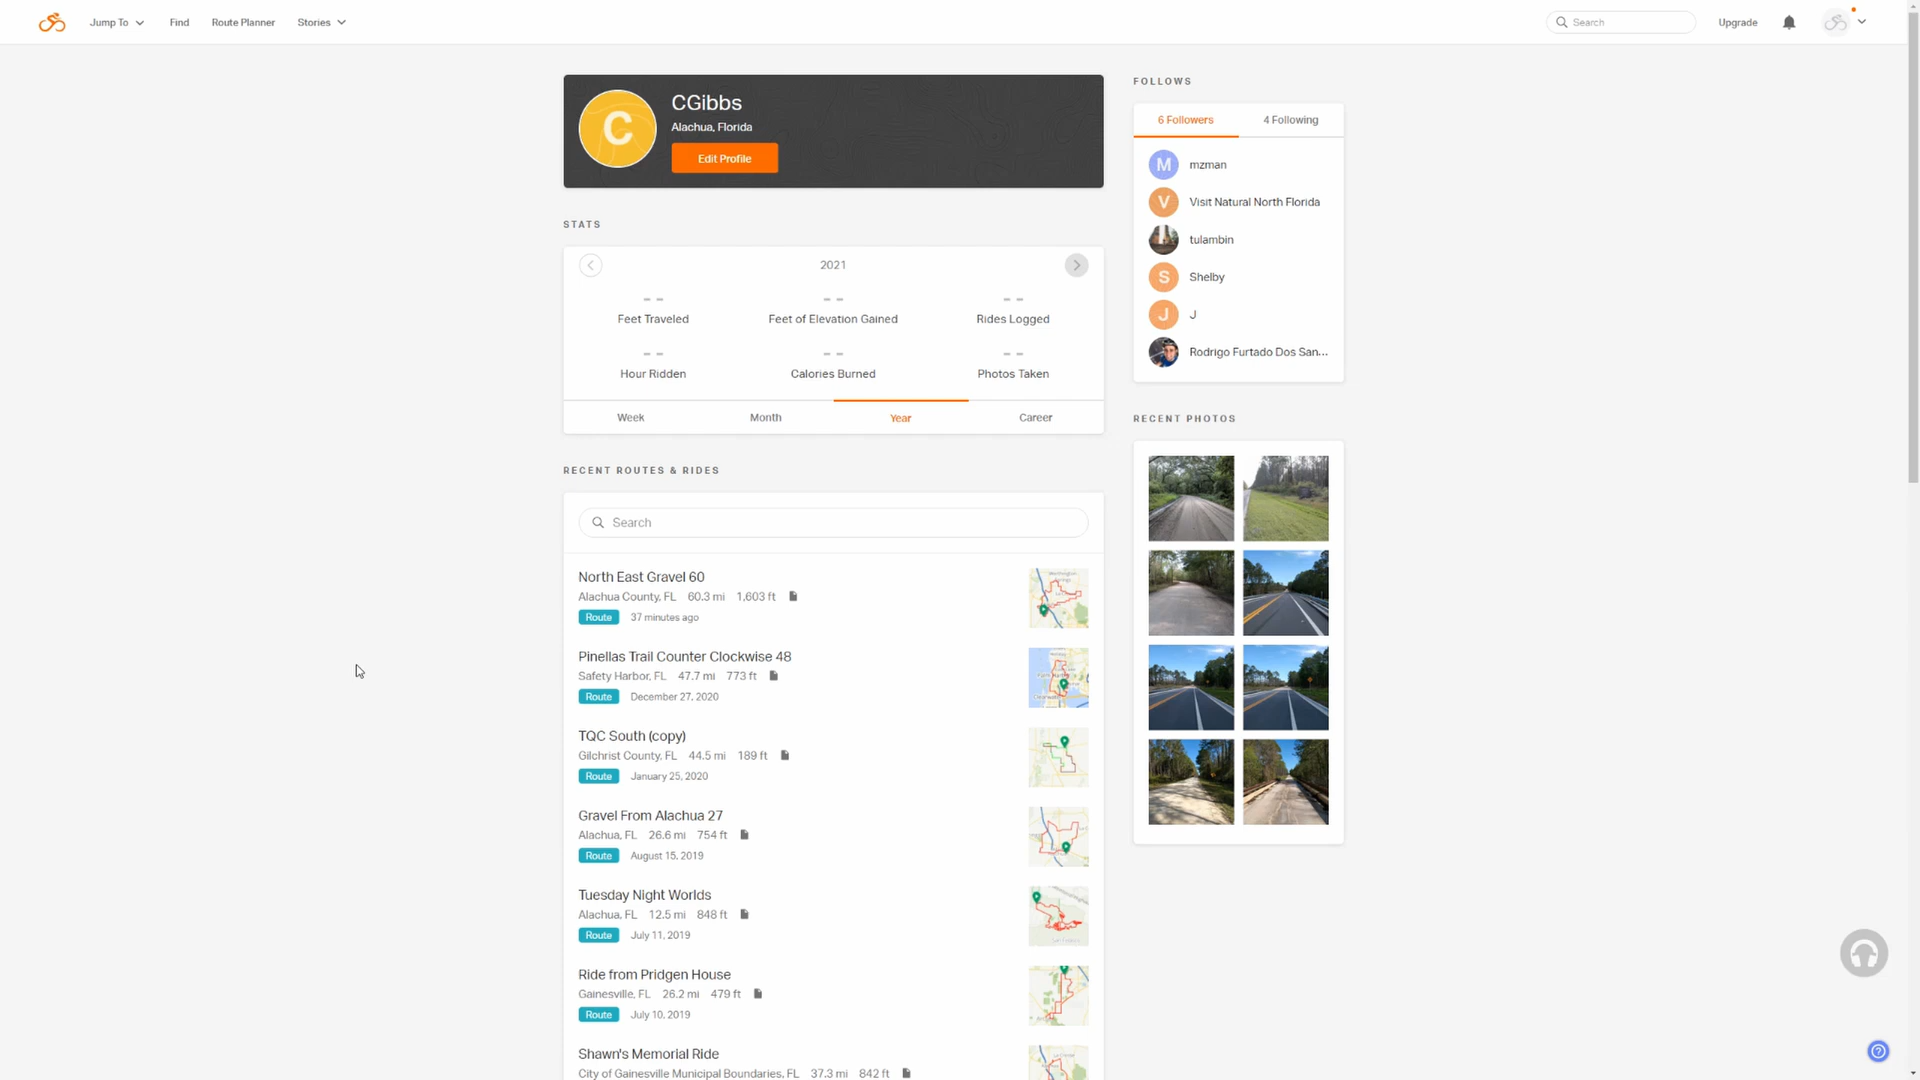 Jump To
Find
Route Planner
Stories
Search
Upgrade
C
CGibbs
Alachua, Florida
Edit Profile
STATS
2021
-- -- --
Feet Traveled Feet of Elevation Gained Rides Logged
-- -- --
Hour Ridden Calories Burned Photos Taken
Week Month Year Career
RECENT ROUTES & RIDES
Search
North East Gravel 60
Alachua County, FL 60.3 mi 1,603 ft
Route 37 minutes ago
Pinellas Trail Counter Clockwise 48
Safety Harbor, FL 47.7 mi 773 ft
Route December 27, 2020
TQC South (copy)
Gilchrist County, FL 44.5 mi 189 ft
Route January 25, 2020
Gravel From Alachua 27
Alachua, FL 26.6 mi 754 ft
Route August 15, 2019
Tuesday Night Worlds
Alachua, FL 12.5 mi 848 ft
Route July 11, 2019
Ride from Pridgen House
Gainesville, FL 26.2 mi 479 ft
Route July 10, 2019
Shawn's Memorial Ride
City of Gainesville Municipal Boundaries, FL 37.3 mi 842 ft
FOLLOWS
6 Followers 4 Following
M mzman
V Visit Natural North Florida
tulambin
S Shelby
J J
Rodrigo Furtado Dos San...
RECENT PHOTOS